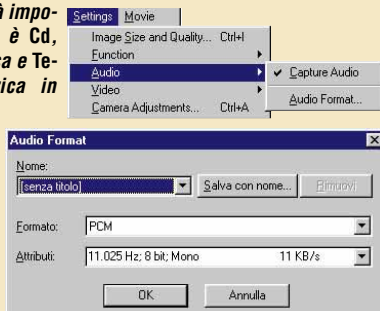 à impo-
è Cd,
ca e Te-
ica in
Settings Movie
Image Size and Quality... Ctrl+I
Function
Audio
Video
Camera Adjustments... Ctrl+A
Capture Audio
Audio Format...
Audio Format
Nome:
[senza titolo]
Salva con nome...
Rimuovi
Formato:
PCM
Attributi:
11.025 Hz; 8 bit; Mono 11 KB/s
OK
Annulla